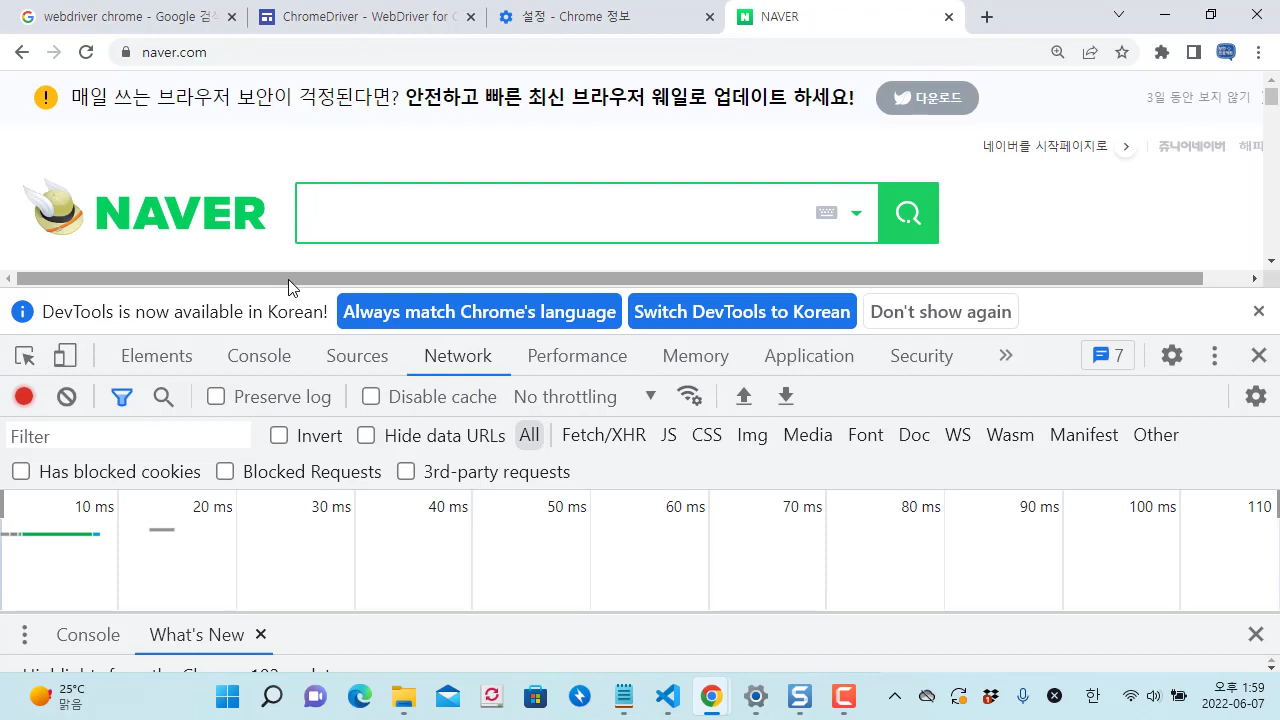 webdriver chrome - Google 검색
ChromeDriver - WebDriver for C
설정 - Chrome 정보
NAVER
naver.com
매일 쓰는 브라우저 보안이 걱정된다면? 안전하고 빠른 최신 브라우저 웨일로 업데이트 하세요! 다운로드 3일 동안 보지 않기
네이버를 시작페이지로 쥬니어네이버 해피
NAVER
DevTools is now available in Korean! Always match Chrome's language Switch DevTools to Korean Don't show again
Elements Console Sources Network Performance Memory Application Security 7
Preserve log Disable cache No throttling
Filter Invert Hide data URLs All Fetch/XHR JS CSS Img Media Font Doc WS Wasm Manifest Other
Has blocked cookies Blocked Requests 3rd-party requests
10 ms 20 ms 30 ms 40 ms 50 ms 60 ms 70 ms 80 ms 90 ms 100 ms 110
Console What's New
25°C
맑음
한
오후 1:59
2022-06-07